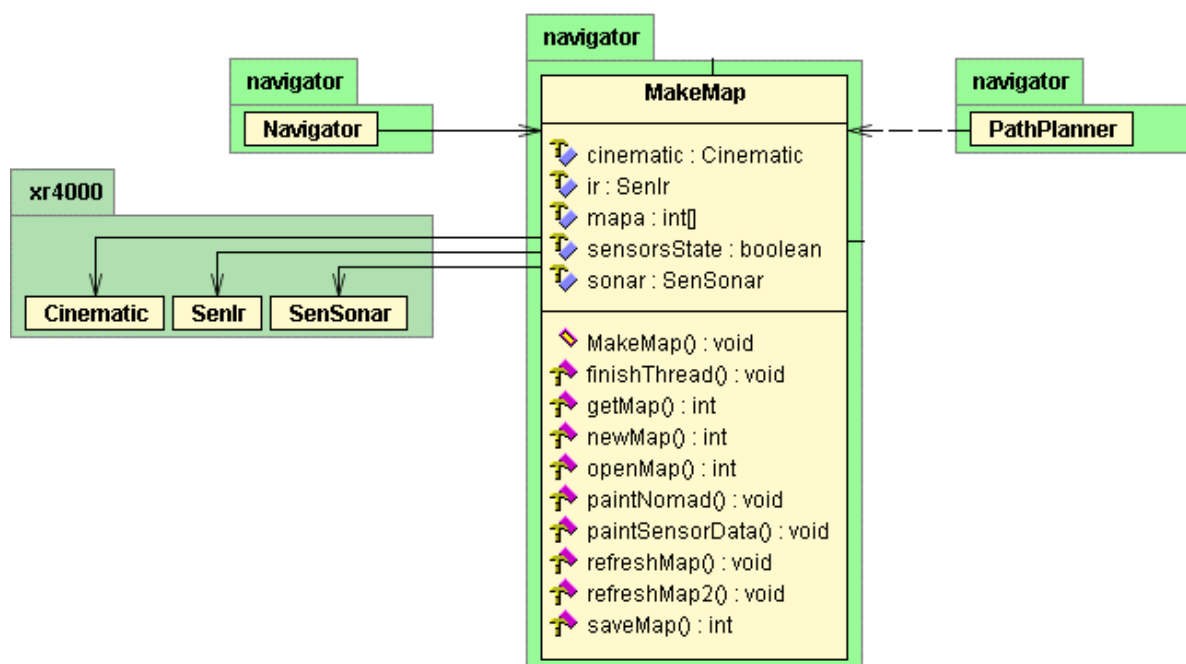 navigator
navigator
Navigator
navigator
PathPlanner
xr4000
Cinematic
SenIr
SenSonar
MakeMap
cinematic : Cinematic
ir : SenIr
mapa : int[]
sensorsState : boolean
sonar : SenSonar
MakeMap() : void
finishThread() : void
getMap() : int
newMap() : int
openMap() : int
paintNomad() : void
paintSensorData() : void
refreshMap() : void
refreshMap2() : void
saveMap() : int